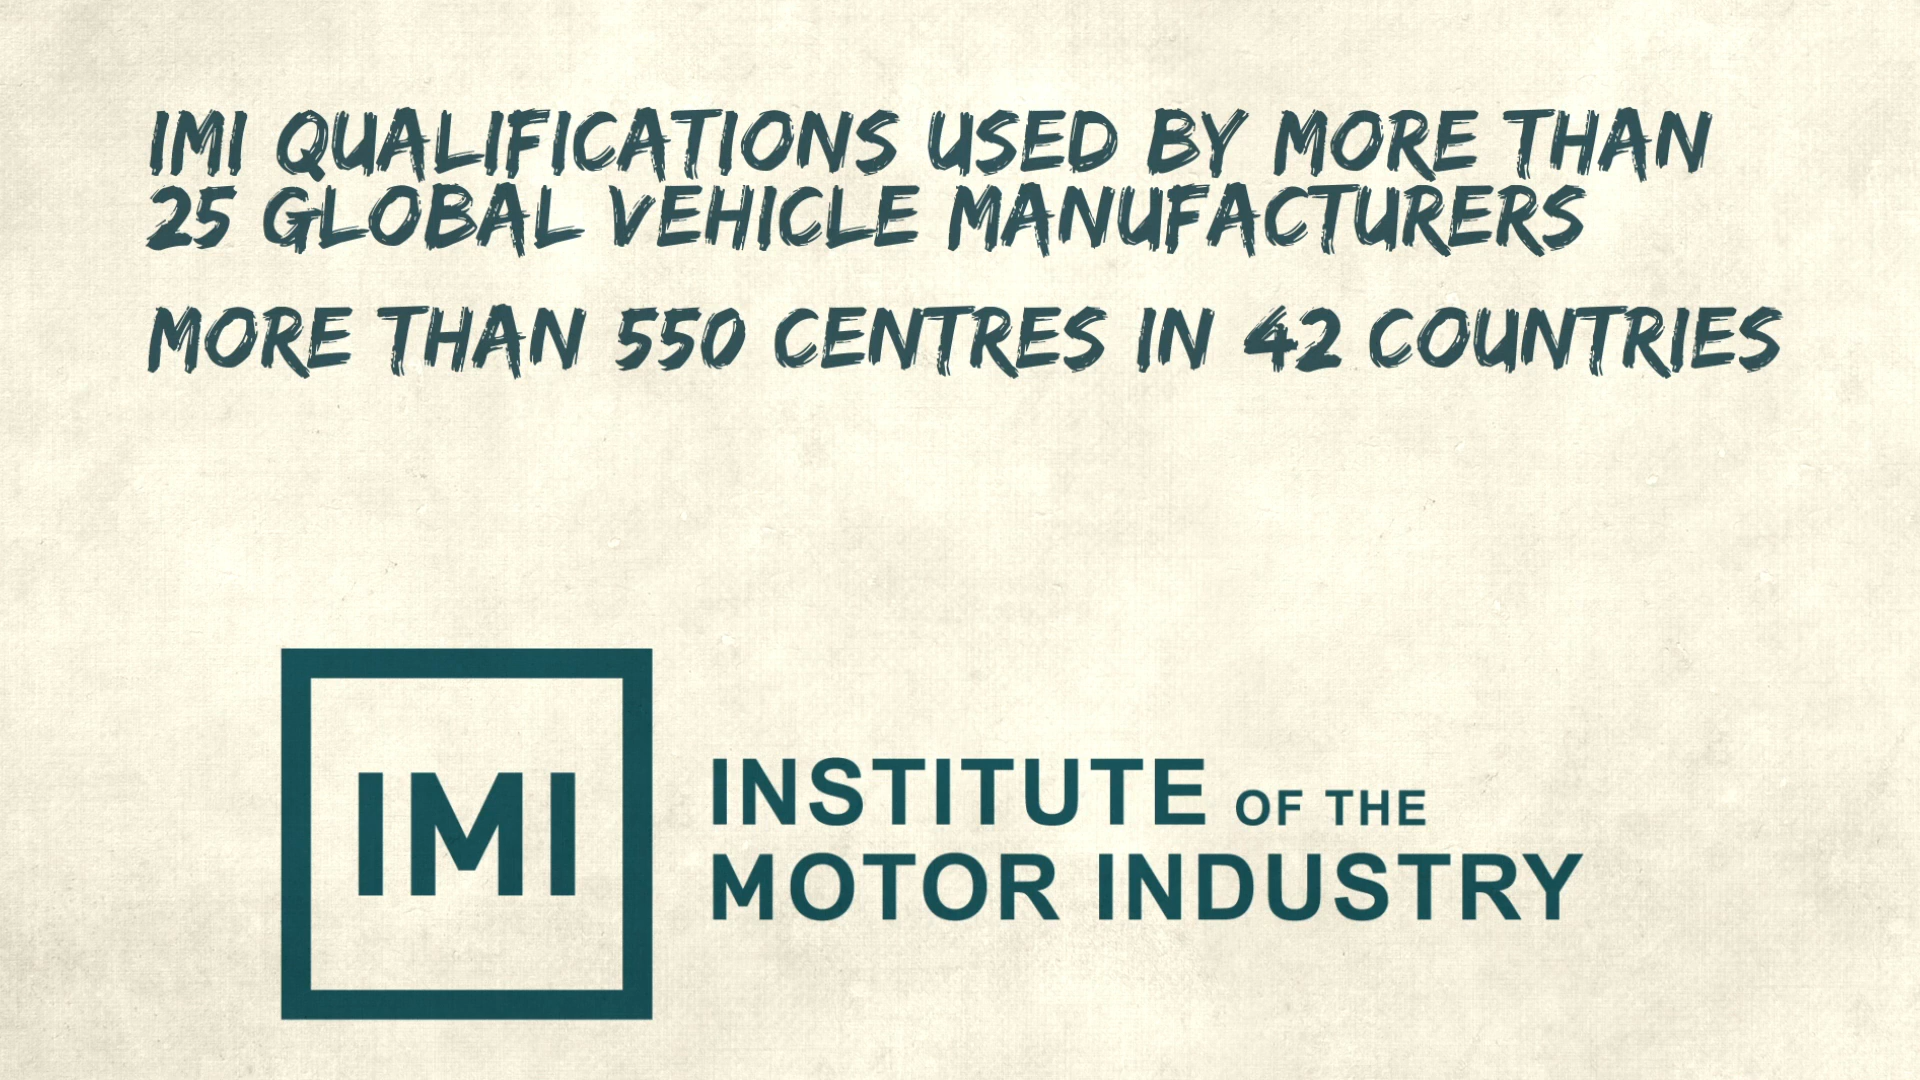 IMI QUALIFICATIONS USED BY MORE THAN
25 GLOBAL VEHICLE MANUFACTURERS
MORE THAN 550 CENTRES IN 42 COUNTRIES
IMI
INSTITUTE OF THE
MOTOR INDUSTRY